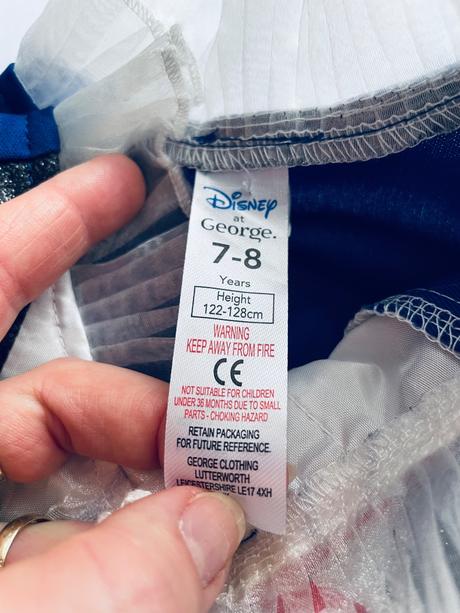 Disney
at
George.
7-8
Years
Height
122-128cm
WARNING
KEEP AWAY FROM FIRE
CE
NOT SUITABLE FOR CHILDREN
UNDER 36 MONTHS DUE TO SMALL
PARTS - CHOKING HAZARD
RETAIN PACKAGING
FOR FUTURE REFERENCE.
GEORGE CLOTHING
LUTTERWORTH
LEICESTERSHIRE LE17 4XH